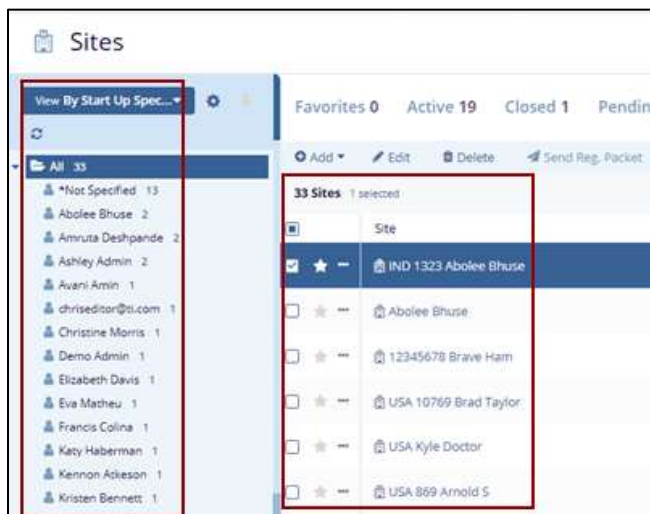 Sites
View By Start Up Spec...
All 33
*Not Specified 13
Abolee Bhuse 2
Amruta Deshpande 2
Ashley Admin 2
Avani Amin 1
chriseditor@ti.com 1
Christine Morris 1
Demo Admin 1
Elizabeth Davis 1
Eva Matheu 1
Francis Colina 1
Katy Haberman 1
Kennon Atkeson 1
Kristen Bennett 1
Favorites 0 Active 19 Closed 1 Pendin
Add Edit Delete Send Reg. Packet
33 Sites 1 selected
Site
IND 1323 Abolee Bhuse
Abolee Bhuse
12345678 Brave Ham
USA 10769 Brad Taylor
USA Kyle Doctor
USA 869 Arnold S